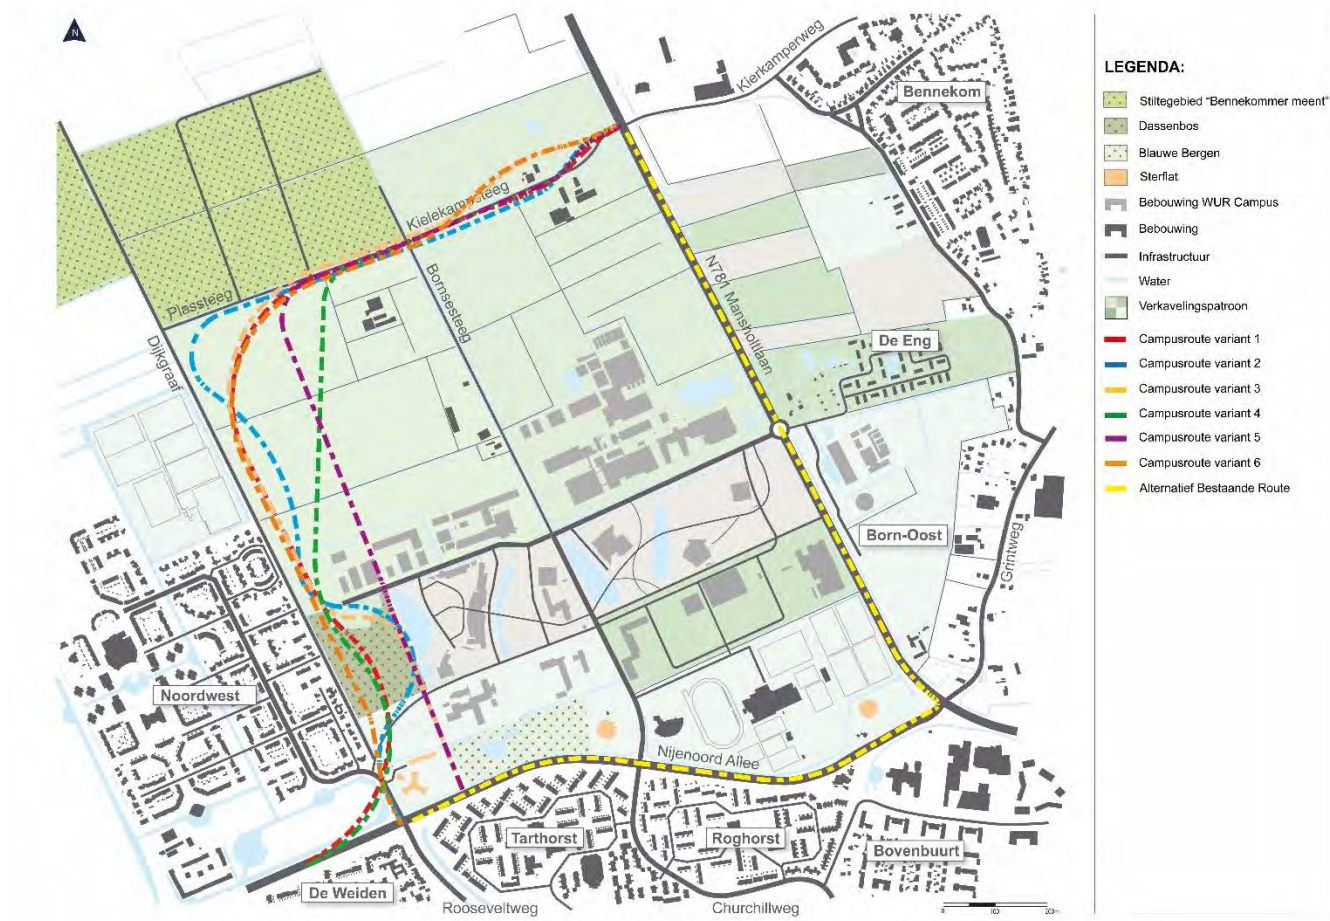 N
Kierkamperweg
Bennekom
Kielekampsteeg
Plassteeg
Bornsesteeg
N781 Mansholtlaan
Dijkgraaf
De Eng
Born-Oost
Grintweg
Noordwest
Nijenoord Allee
Tarthorst
Roghorst
Bovenbuurt
De Weiden
Rooseveltweg
Churchillweg
LEGENDA:
Stiltegebied "Bennekommer meent"
Dassenbos
Blauwe Bergen
Sterflat
Bebouwing WUR Campus
Bebouwing
Infrastructuur
Water
Verkavelingspatroon
Campusroute variant 1
Campusroute variant 2
Campusroute variant 3
Campusroute variant 4
Campusroute variant 5
Campusroute variant 6
Alternatief Bestaande Route